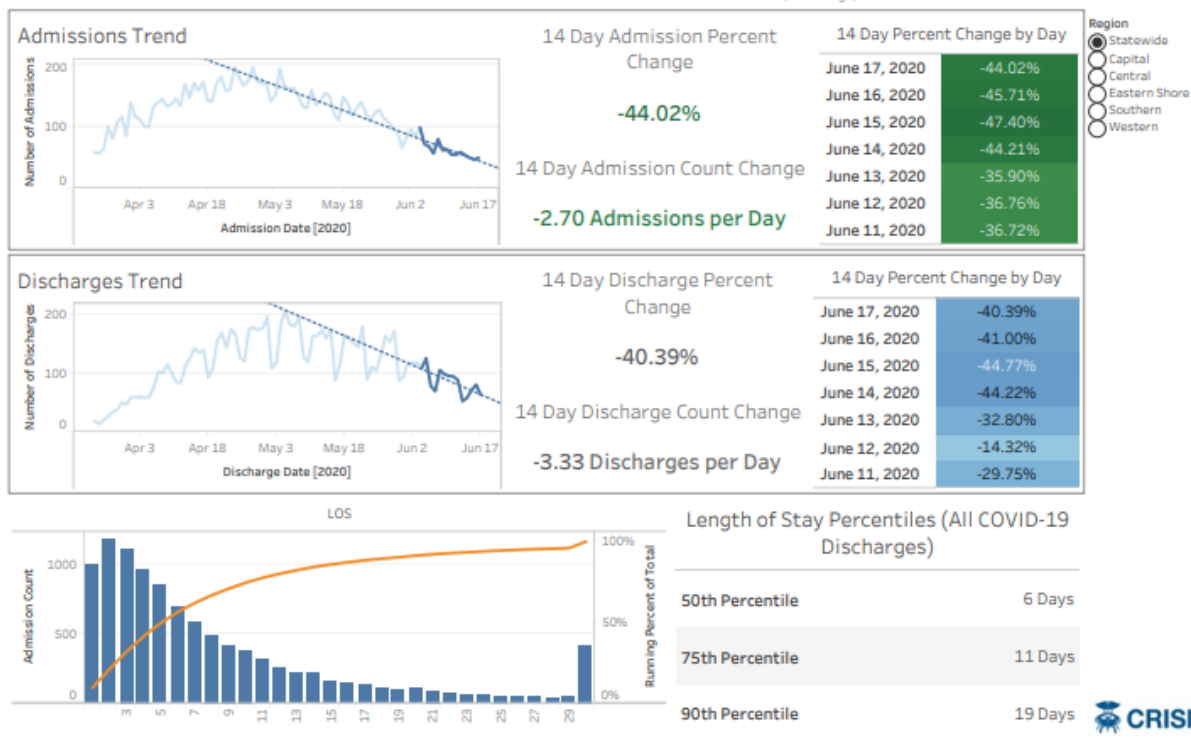 Admissions Trend
Number of Admissions
200
100
0
Apr 3
Apr 18
May 3
May 18
Jun 2
Jun 17
Admission Date [2020]
14 Day Admission Percent
Change
-44.02%
14 Day Admission Count Change
-2.70 Admissions per Day
14 Day Percent Change by Day
June 17, 2020 -44.02%
June 16, 2020 -45.71%
June 15, 2020 -47.40%
June 14, 2020 -44.21%
June 13, 2020 -35.90%
June 12, 2020 -36.76%
June 11, 2020 -36.72%
Region
Statewide
Capital
Central
Eastern Shore
Southern
Western
Discharges Trend
Number of Discharges
200
100
0
Apr 3
Apr 18
May 3
May 18
Jun 2
Jun 17
Discharge Date [2020]
14 Day Discharge Percent
Change
-40.39%
14 Day Discharge Count Change
-3.33 Discharges per Day
14 Day Percent Change by Day
June 17, 2020 -40.39%
June 16, 2020 -41.00%
June 15, 2020 -44.77%
June 14, 2020 -44.22%
June 13, 2020 -32.80%
June 12, 2020 -14.32%
June 11, 2020 -29.75%
LOS
Admission Count
1000
500
0
3
5
7
9
11
13
15
17
19
21
23
25
27
29
100%
50%
0%
Running Percent of Total
Length of Stay Percentiles (All COVID-19
Discharges)
50th Percentile 6 Days
75th Percentile 11 Days
90th Percentile 19 Days